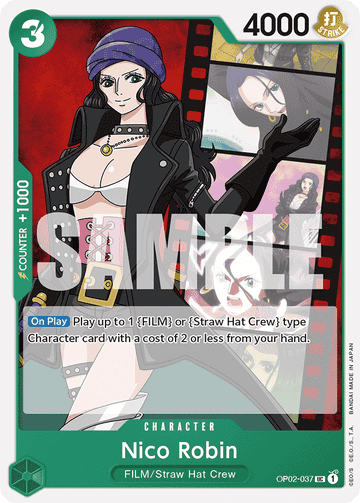 3
4000
打
STRIKE
COUNTER +1000
SAMPLE
On Play Play up to 1 {FILM} or {Straw Hat Crew} type
Character card with a cost of 2 or less from your hand.
CHARACTER
Nico Robin
FILM/Straw Hat Crew
OP02-037 UC 1
©E.O./S., T.A. BANDAI MADE IN JAPAN